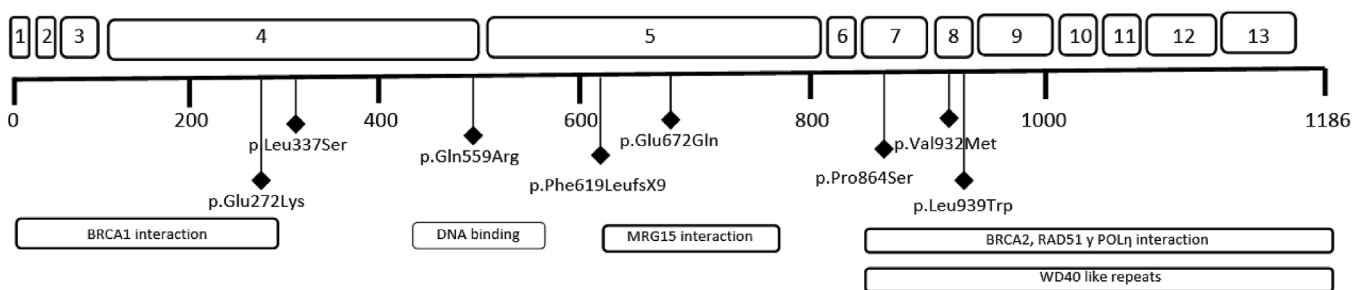 1 2 3 4 5 6 7 8 9 10 11 12 13
0 200 400 600 800 1000 1186
p.Leu337Ser
p.Glu672Gln
p.Val932Met
p.Gln559Arg
p.Phe619LeufsX9
p.Pro864Ser
p.Glu272Lys
p.Leu939Trp
BRCA1 interaction
DNA binding
MRG15 interaction
BRCA2, RAD51 y POLη interaction
WD40 like repeats